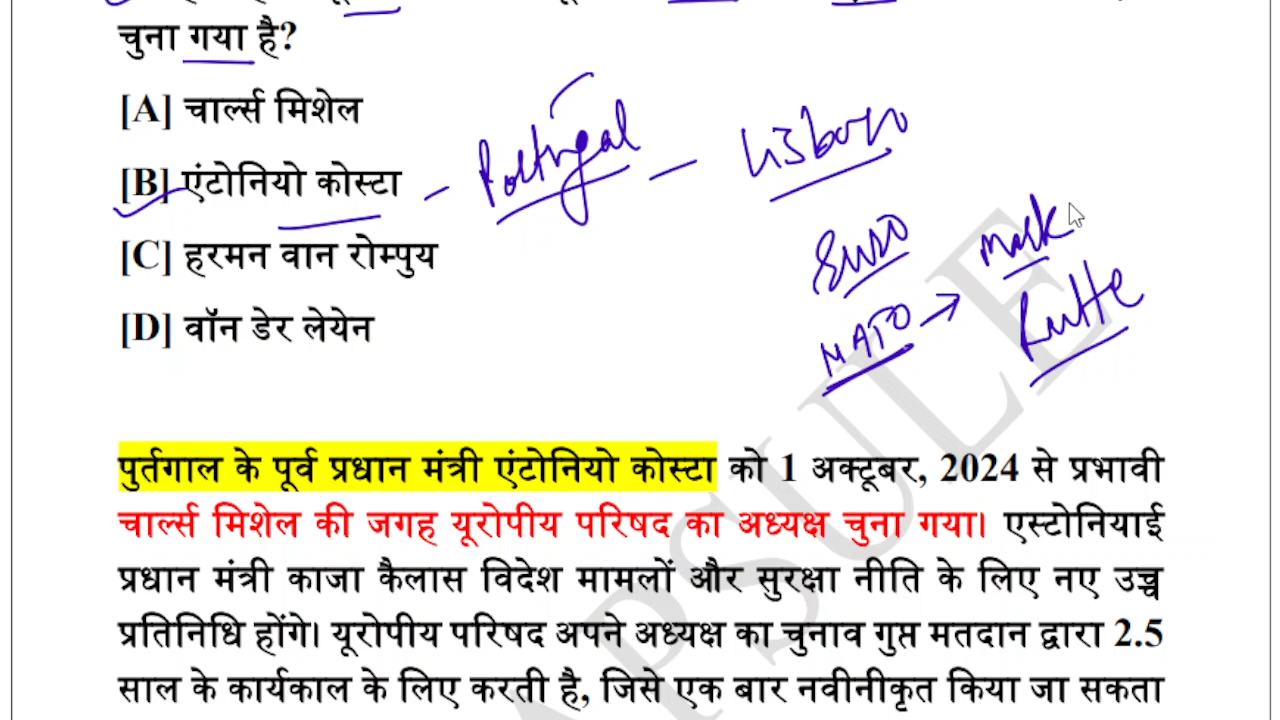 चुना गया है?
[A] चार्ल्स मिशेल
[B] एंटोनियो कोस्टा – Portugal – Lisbon
[C] हरमन वान रोम्पुय
Euro
Mark
[D] वॉन डेर लेयेन
NATO → Rutte
पुर्तगाल के पूर्व प्रधान मंत्री एंटोनियो कोस्टा को 1 अक्टूबर, 2024 से प्रभावी
चार्ल्स मिशेल की जगह यूरोपीय परिषद का अध्यक्ष चुना गया। एस्टोनियाई
प्रधान मंत्री काजा कैलास विदेश मामलों और सुरक्षा नीति के लिए नए उच्च
प्रतिनिधि होंगे। यूरोपीय परिषद अपने अध्यक्ष का चुनाव गुप्त मतदान द्वारा 2.5
साल के कार्यकाल के लिए करती है, जिसे एक बार नवीनीकृत किया जा सकता
APSULE